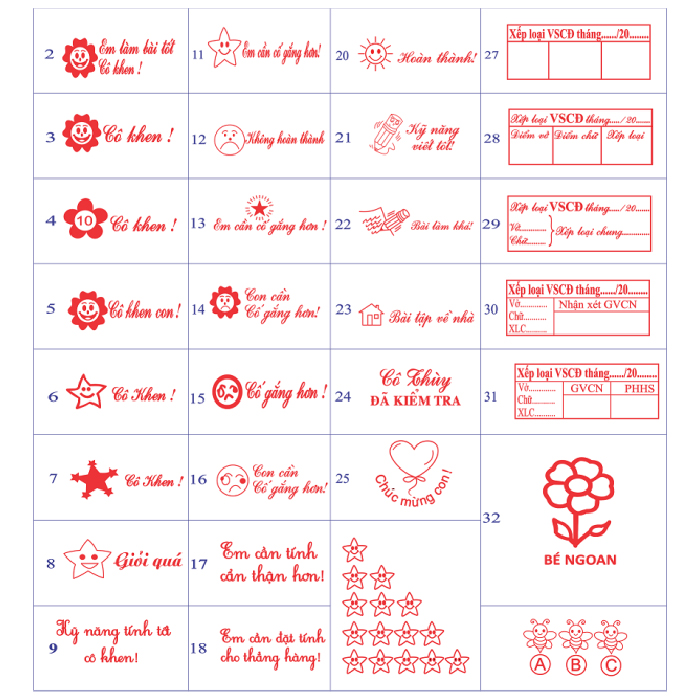 2
Em làm bài tốt
Cô khen !
11
Em cần cố gắng hơn!
20
Hoàn thành!
27
Xếp loại VSCĐ tháng....../20........
3
Cô khen !
12
Không hoàn thành
21
Kỹ năng
viết tốt!
28
Xếp loại VSCĐ tháng...../20.......
Điểm vở
Điểm chữ
Xếp loại
4
10
Cô khen !
13
Em cần cố gắng hơn !
22
Bài làm khá!
29
Xếp loại VSCĐ tháng..../20.......
Vở...........
Chữ..........
Xếp loại chung..........
5
Cô khen con!
14
Con cần
Cố gắng hơn!
23
Bài tập về nhà
30
Xếp loại VSCĐ tháng......./20........
Vở..............
Chữ............
XLC............
Nhận xét GVCN
6
Cô Khen !
15
Cố gắng hơn !
24
Cô Thùy
ĐÃ KIỂM TRA
31
Xếp loại VSCĐ tháng....../20........
Vở............
Chữ..........
XLC..........
GVCN
PHHS
7
Cô Khen !
16
Con cần
Cố gắng hơn!
25
Chúc mừng con !
32
BÉ NGOAN
8
Giỏi quá
17
Em cần tính
cẩn thận hơn!
9
Kỹ năng tính tốt
cô khen!
18
Em cần đặt tính
cho thẳng hàng!
A
B
C